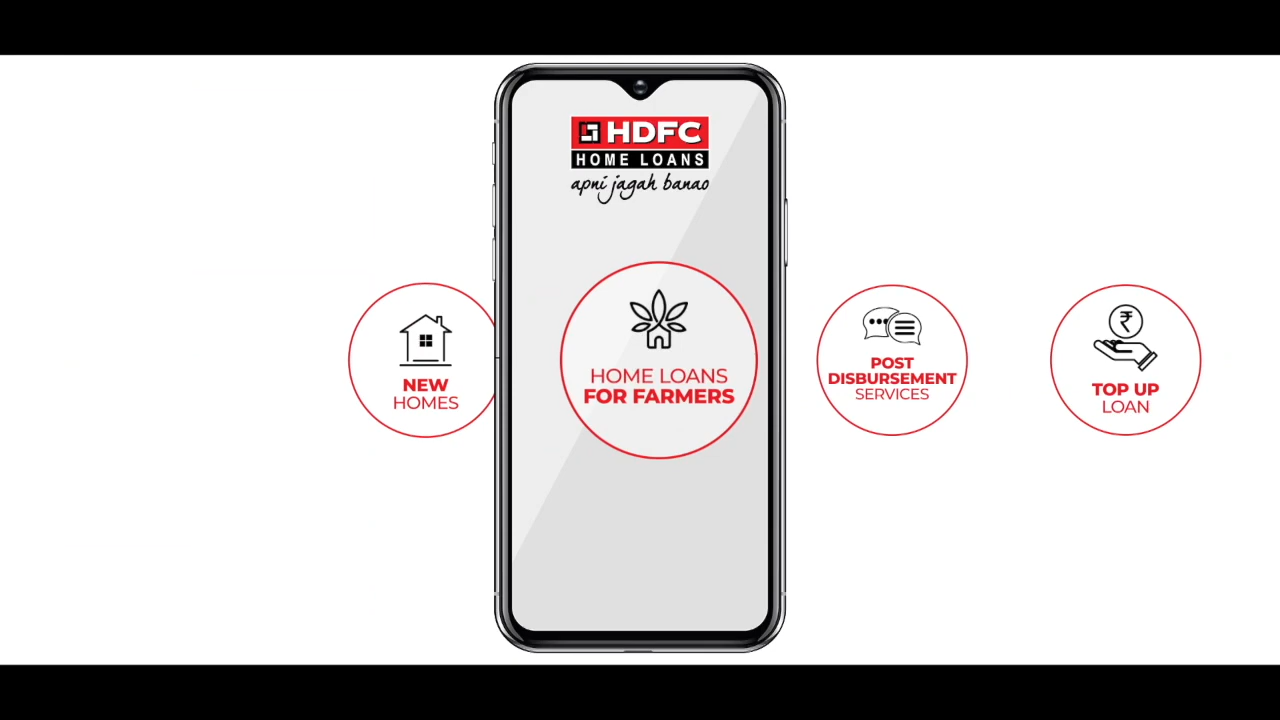 HDFC
HOME LOANS
apni jagah banao
NEW
HOMES
HOME LOANS
FOR FARMERS
POST
DISBURSEMENT
SERVICES
₹
TOP UP
LOAN